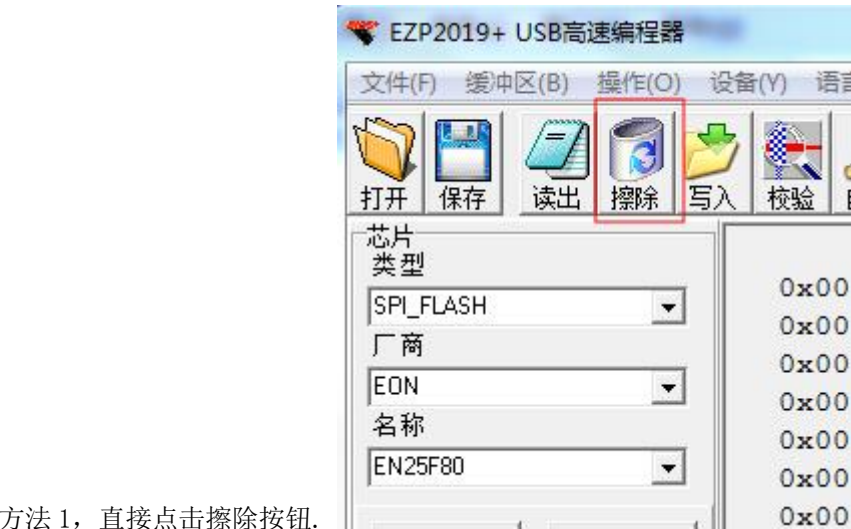 EZP2019+ USB高速编程器
文件(F) 缓冲区(B) 操作(O) 设备(Y) 语言
打开 保存 读出 擦除 写入 校验
芯片
类型
SPI_FLASH
厂商
EON
名称
EN25F80
0x00
0x00
0x00
0x00
0x00
0x00
0x00
方法 1，直接点击擦除按钮.